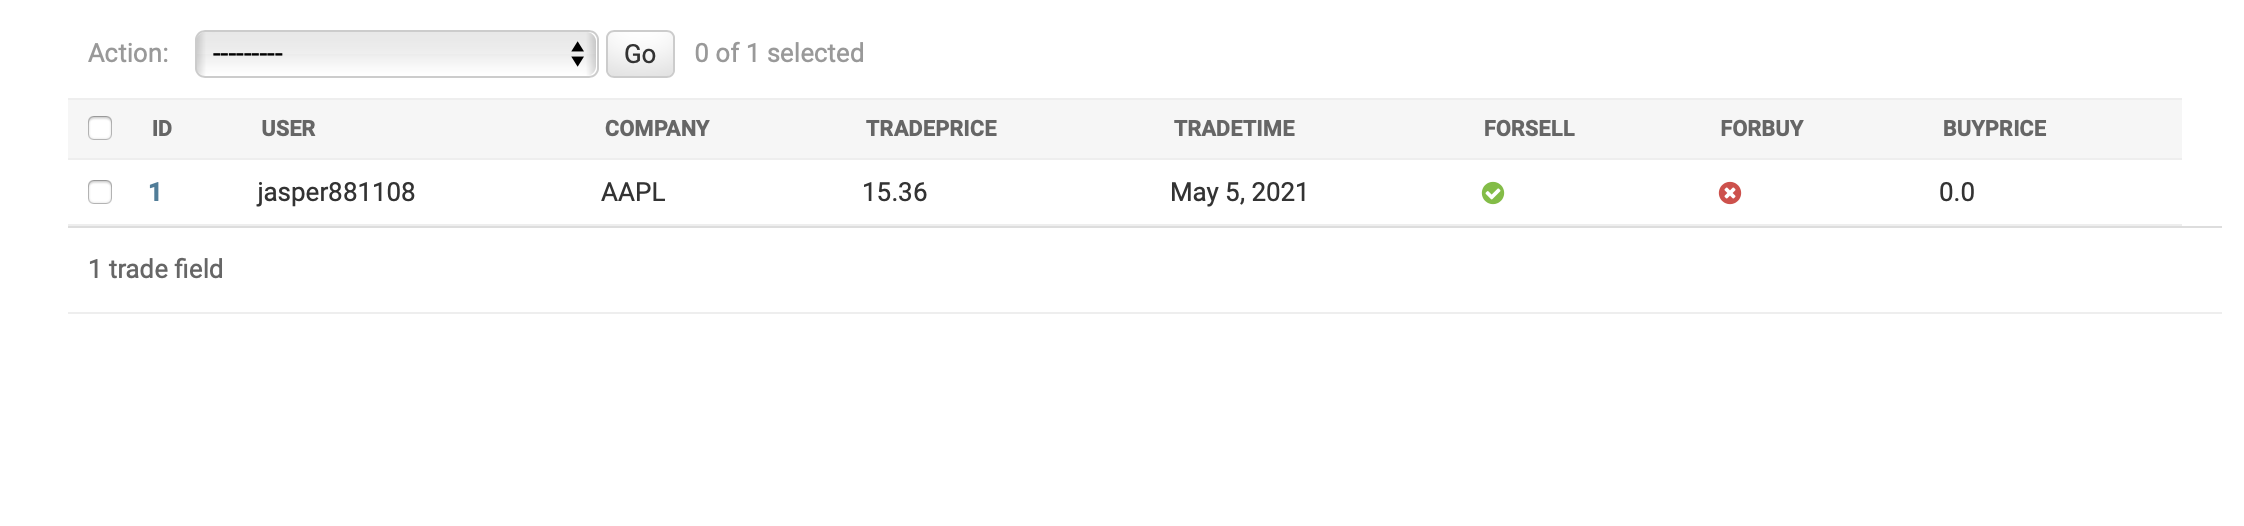 Action: --------- Go 0 of 1 selected
ID USER COMPANY TRADEPRICE TRADETIME FORSELL FORBUY BUYPRICE
1 jasper881108 AAPL 15.36 May 5, 2021 0.0
1 trade field